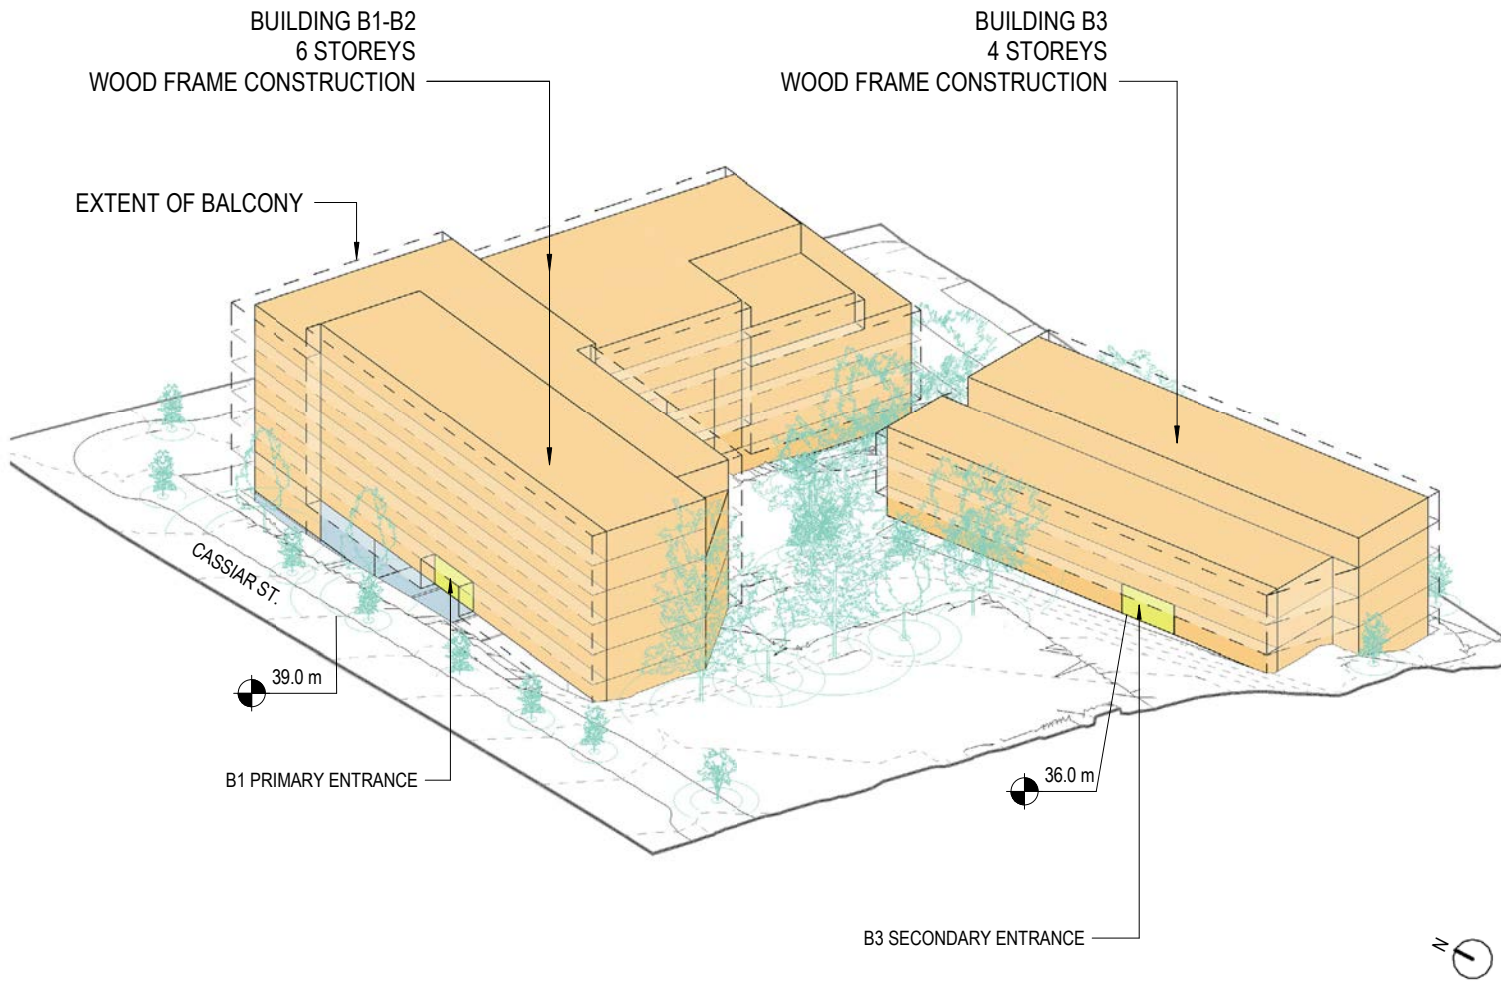 BUILDING B1-B2
6 STOREYS
WOOD FRAME CONSTRUCTION
BUILDING B3
4 STOREYS
WOOD FRAME CONSTRUCTION
EXTENT OF BALCONY
CASSIAR ST.
39.0 m
B1 PRIMARY ENTRANCE
36.0 m
B3 SECONDARY ENTRANCE
N